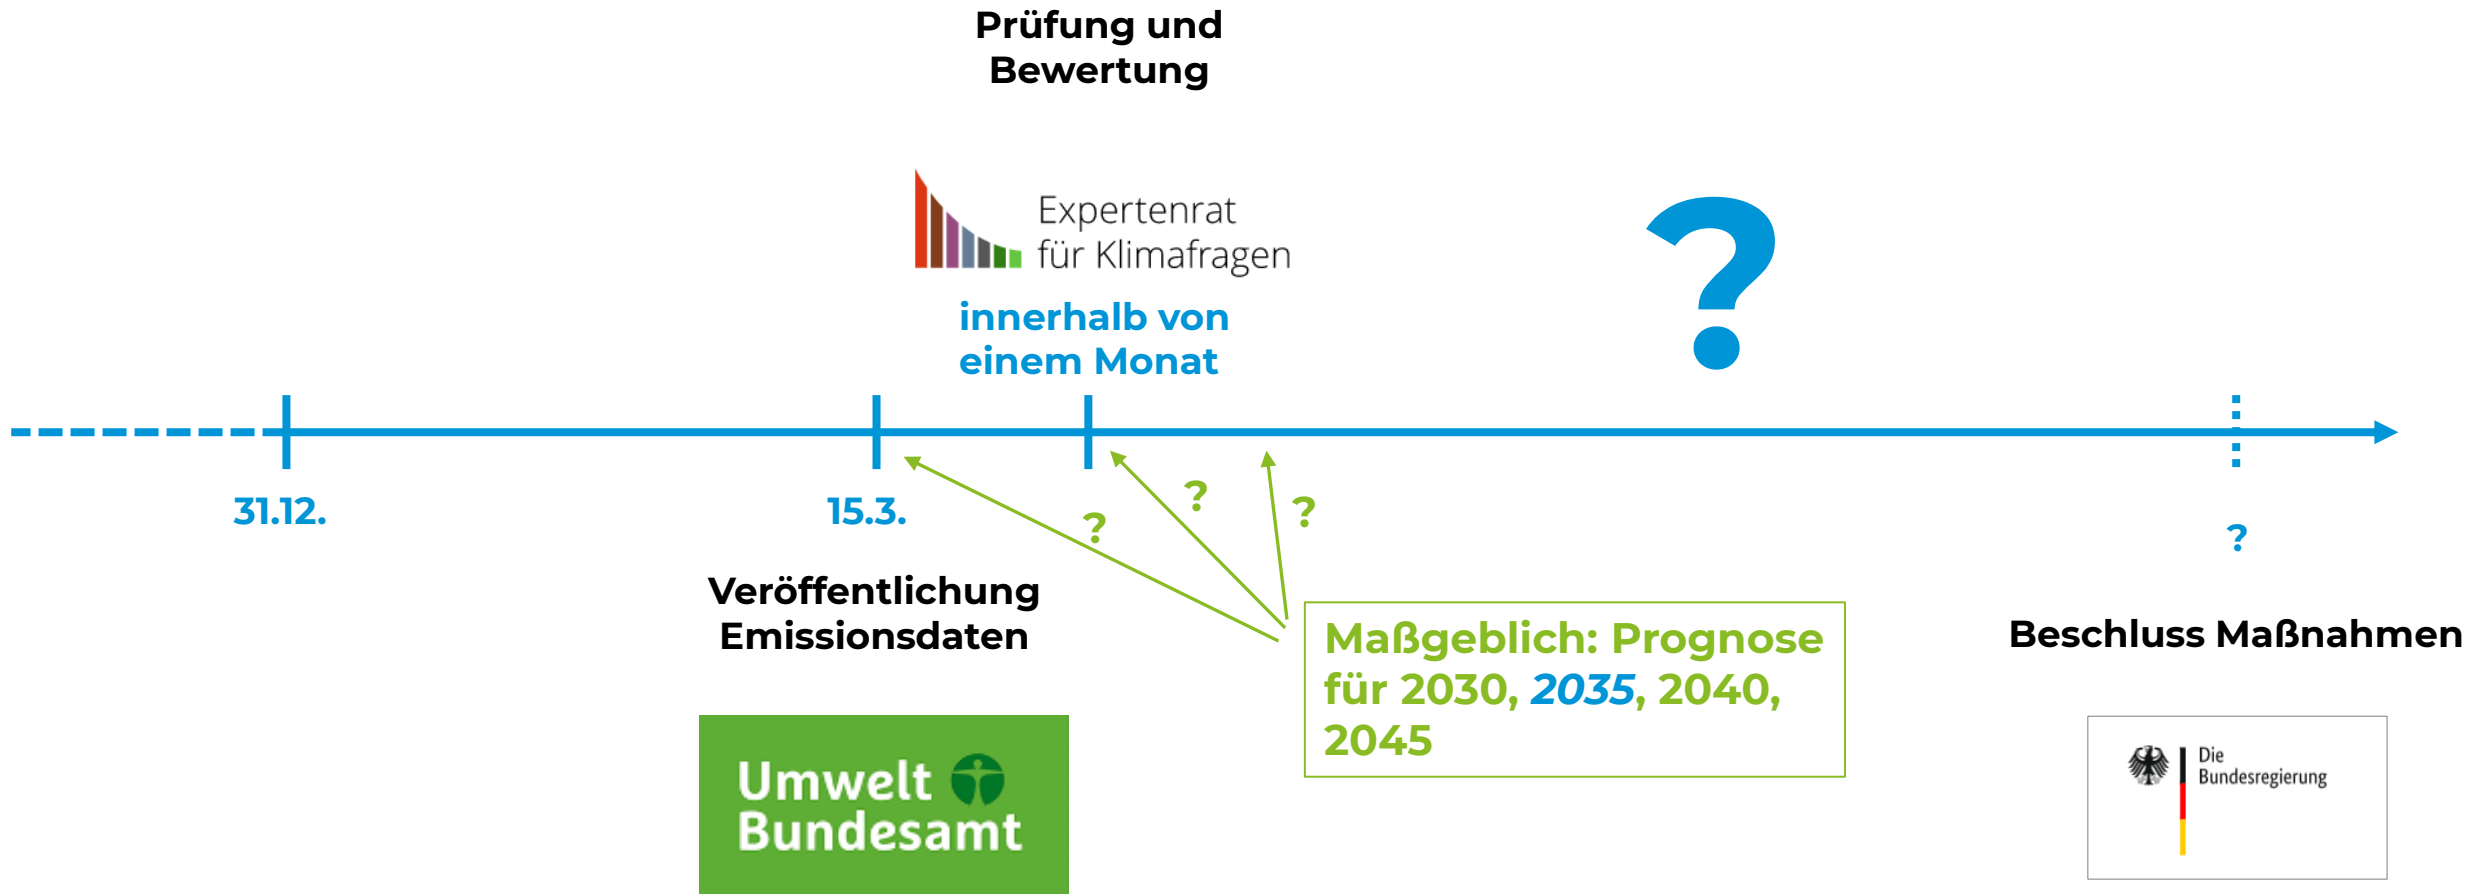 Prüfung und
Bewertung
Expertenrat
für Klimafragen
innerhalb von
einem Monat
?
31.12.
15.3.
?
?
?
?
Veröffentlichung
Emissionsdaten
Maßgeblich: Prognose
für 2030, 2035, 2040,
2045
Beschluss Maßnahmen
Umwelt
Bundesamt
Die
Bundesregierung